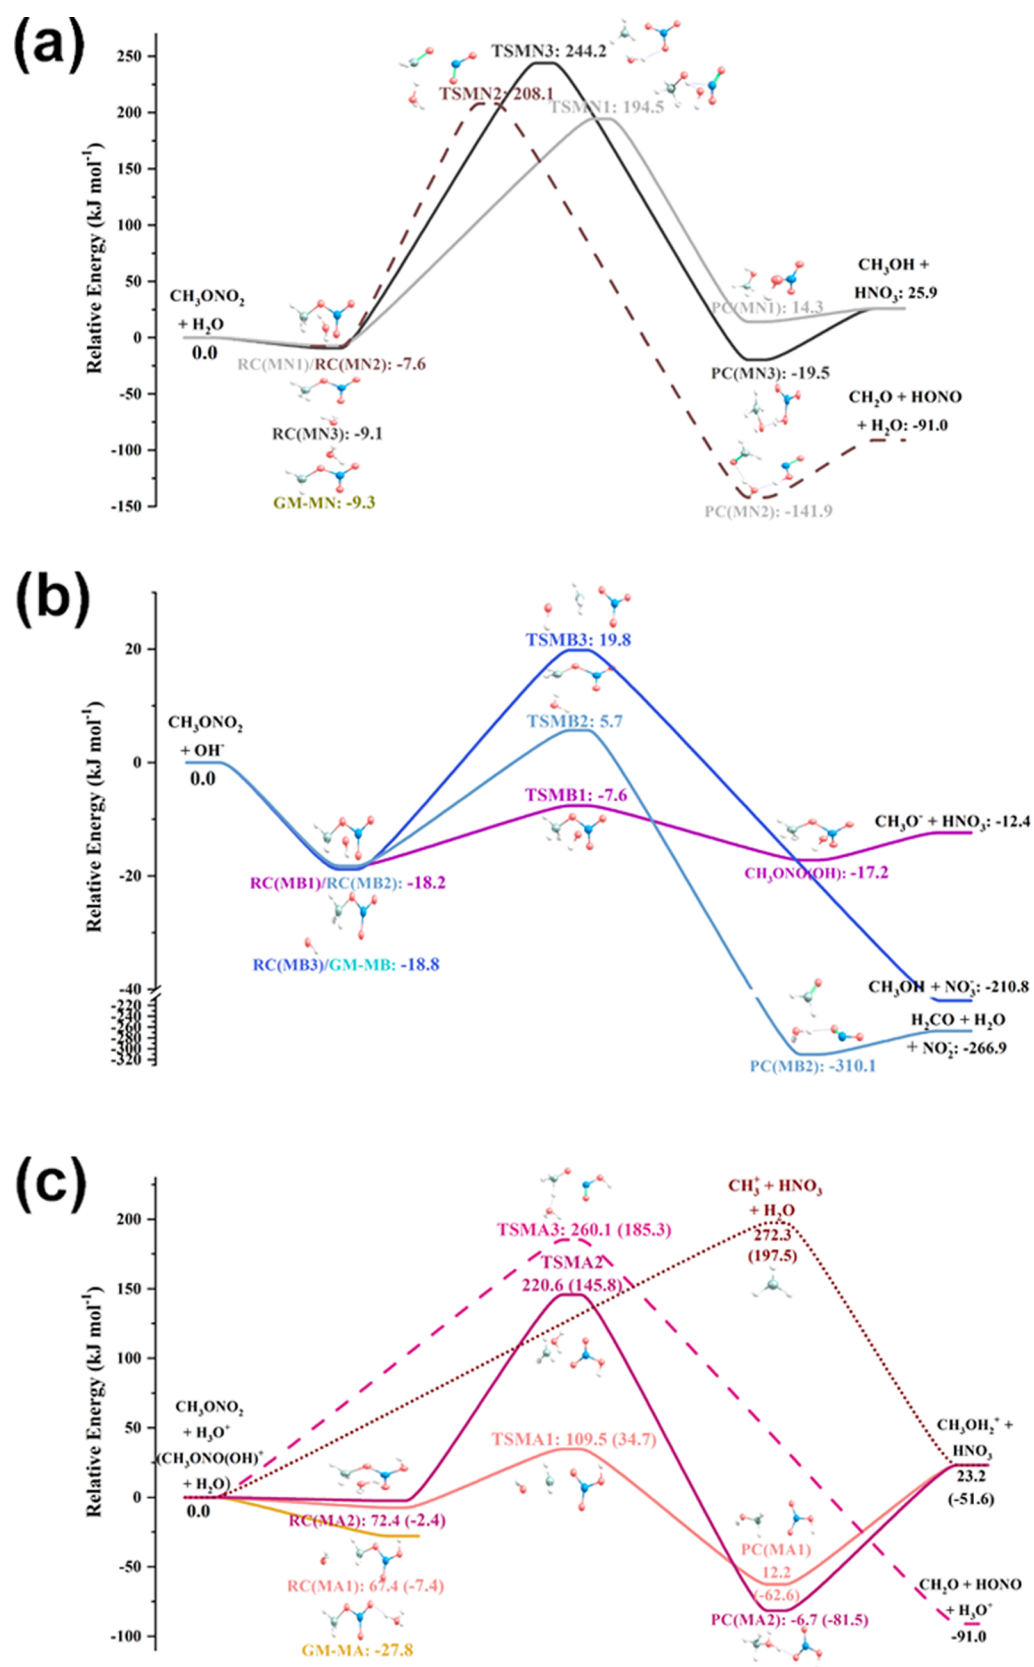 (a)
Relative Energy (kJ mol⁻¹)
250
200
150
100
50
0
-50
-100
-150
TSMN3: 244.2
TSMN2: 208.1
TSMN1: 194.5
CH₃ONO₂
+ H₂O
0.0
RC(MN1)/RC(MN2): -7.6
RC(MN3): -9.1
GM-MN: -9.3
PC(MN1): 14.3
CH₃OH +
HNO₃: 25.9
PC(MN3): -19.5
CH₂O + HONO
+ H₂O: -91.0
PC(MN2): -141.9
(b)
Relative Energy (kJ mol⁻¹)
20
0
-20
-40
-220
-240
-260
-280
-300
-320
TSMB3: 19.8
TSMB2: 5.7
TSMB1: -7.6
CH₃ONO₂
+ OH⁻
0.0
RC(MB1)/RC(MB2): -18.2
RC(MB3)/GM-MB: -18.8
CH₃O⁻ + HNO₃: -12.4
CH₃ONO(OH): -17.2
CH₃OH + NO₃⁻: -210.8
H₂CO + H₂O
+ NO₂⁻: -266.9
PC(MB2): -310.1
(c)
Relative Energy (kJ mol⁻¹)
200
150
100
50
0
-50
-100
TSMA3: 260.1 (185.3)
TSMA2
220.6 (145.8)
TSMA1: 109.5 (34.7)
CH₃⁺ + HNO₃
+ H₂O
272.3
(197.5)
CH₃ONO₂
+ H₃O⁺
(CH₃ONO(OH)⁺
+ H₂O)
0.0
RC(MA2): 72.4 (-2.4)
RC(MA1): 67.4 (-7.4)
GM-MA: -27.8
PC(MA1)
12.2
(-62.6)
PC(MA2): -6.7 (-81.5)
CH₃OH₂⁺ +
HNO₃
23.2
(-51.6)
CH₂O + HONO
+ H₃O⁺
-91.0